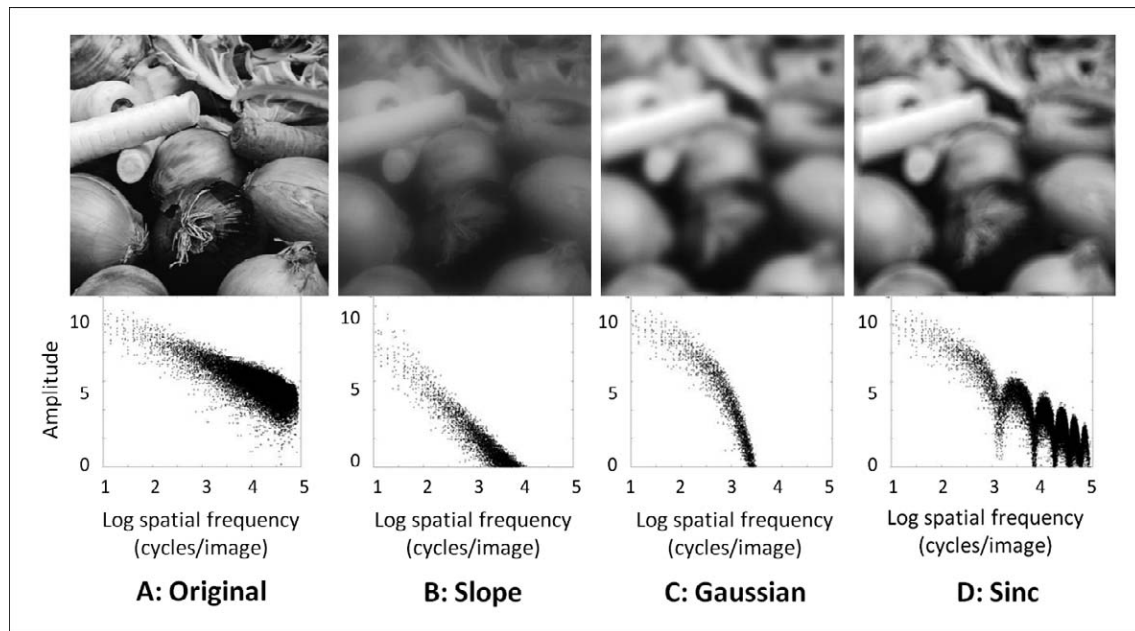 Amplitude
10
5
0
1 2 3 4 5
Log spatial frequency
(cycles/image)
A: Original
10
5
0
1 2 3 4 5
Log spatial frequency
(cycles/image)
B: Slope
10
5
0
1 2 3 4 5
Log spatial frequency
(cycles/image)
C: Gaussian
10
5
0
1 2 3 4 5
Log spatial frequency
(cycles/image)
D: Sinc